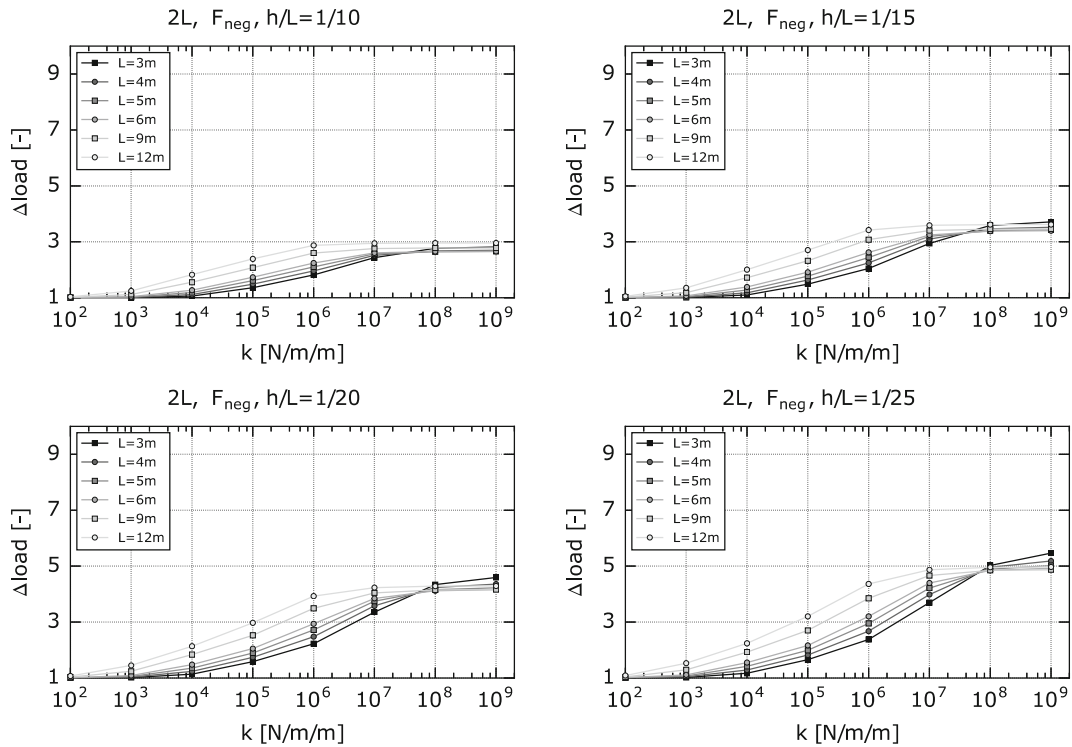 2L, Fneg, h/L=1/10
9
7
5
3
1
Δload [-]
L=3m
L=4m
L=5m
L=6m
L=9m
L=12m
10^2 10^3 10^4 10^5 10^6 10^7 10^8 10^9
k [N/m/m]
2L, Fneg, h/L=1/15
9
7
5
3
1
Δload [-]
L=3m
L=4m
L=5m
L=6m
L=9m
L=12m
10^2 10^3 10^4 10^5 10^6 10^7 10^8 10^9
k [N/m/m]
2L, Fneg, h/L=1/20
9
7
5
3
1
Δload [-]
L=3m
L=4m
L=5m
L=6m
L=9m
L=12m
10^2 10^3 10^4 10^5 10^6 10^7 10^8 10^9
k [N/m/m]
2L, Fneg, h/L=1/25
9
7
5
3
1
Δload [-]
L=3m
L=4m
L=5m
L=6m
L=9m
L=12m
10^2 10^3 10^4 10^5 10^6 10^7 10^8 10^9
k [N/m/m]